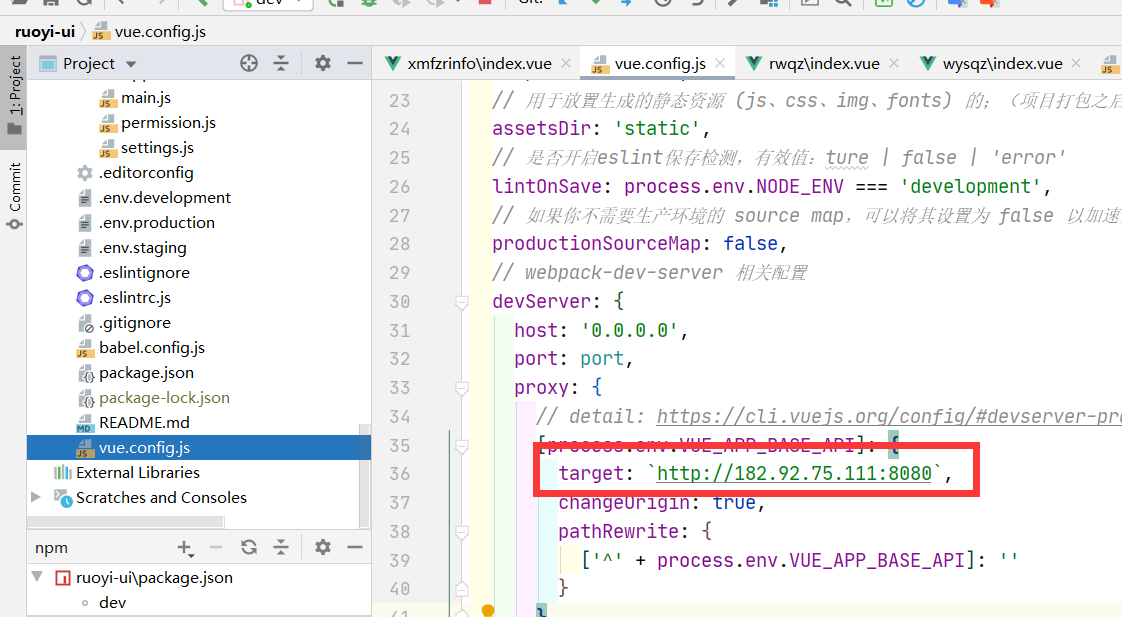 dev
Git:
ruoyi-ui
vue.config.js
Project
xmfzrinfo\index.vue
vue.config.js
rwqz\index.vue
wysqz\index.vue
1: Project
Commit
main.js
permission.js
settings.js
.editorconfig
.env.development
.env.production
.env.staging
.eslintignore
.eslintrc.js
.gitignore
babel.config.js
package.json
package-lock.json
README.md
vue.config.js
External Libraries
Scratches and Consoles
npm
ruoyi-ui\package.json
dev
23 // 用于放置生成的静态资源 (js、css、img、fonts) 的;（项目打包之后
24 assetsDir: 'static',
25 // 是否开启eslint保存检测，有效值：ture | false | 'error'
26 lintOnSave: process.env.NODE_ENV === 'development',
27 // 如果你不需要生产环境的 source map，可以将其设置为 false 以加速
28 productionSourceMap: false,
29 // webpack-dev-server 相关配置
30 devServer: {
31 host: '0.0.0.0',
32 port: port,
33 proxy: {
34 // detail: https://cli.vuejs.org/config/#devserver-pro
35 [process.env.VUE_APP_BASE_API]: {
36 target: `http://182.92.75.111:8080`,
37 changeOrigin: true,
38 pathRewrite: {
39 ['^' + process.env.VUE_APP_BASE_API]: ''
40 }
41 }